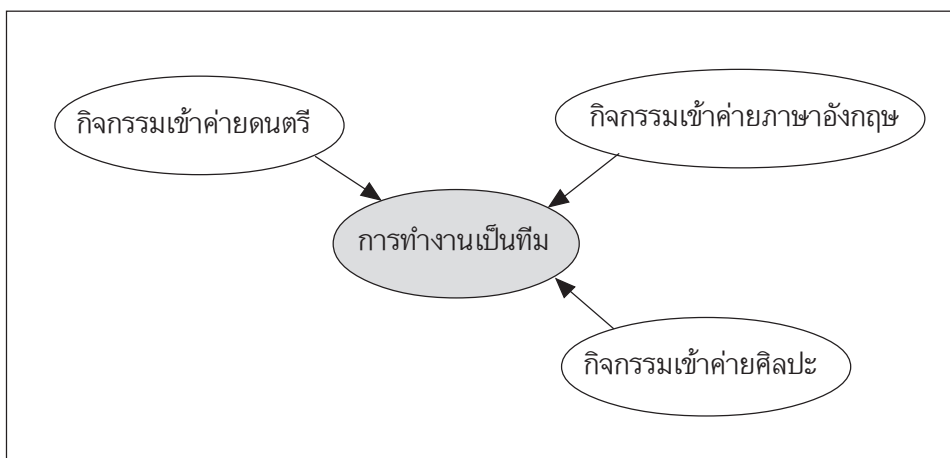 กิจกรรมเข้าค่ายดนตรี
กิจกรรมเข้าค่ายภาษาอังกฤษ
การทำงานเป็นทีม
กิจกรรมเข้าค่ายศิลปะ